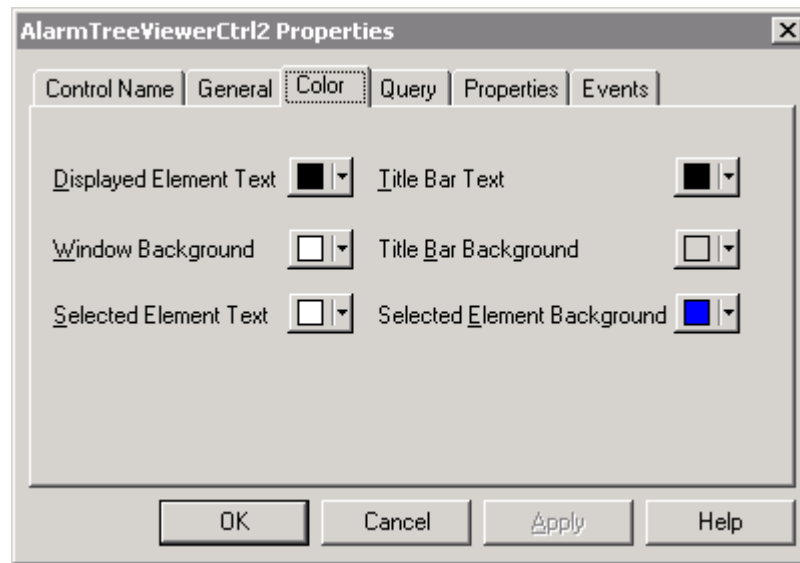 AlarmTreeViewerCtrl2 Properties
Control Name General Color Query Properties Events
Displayed Element Text Title Bar Text
Window Background Title Bar Background
Selected Element Text Selected Element Background
OK Cancel Apply Help